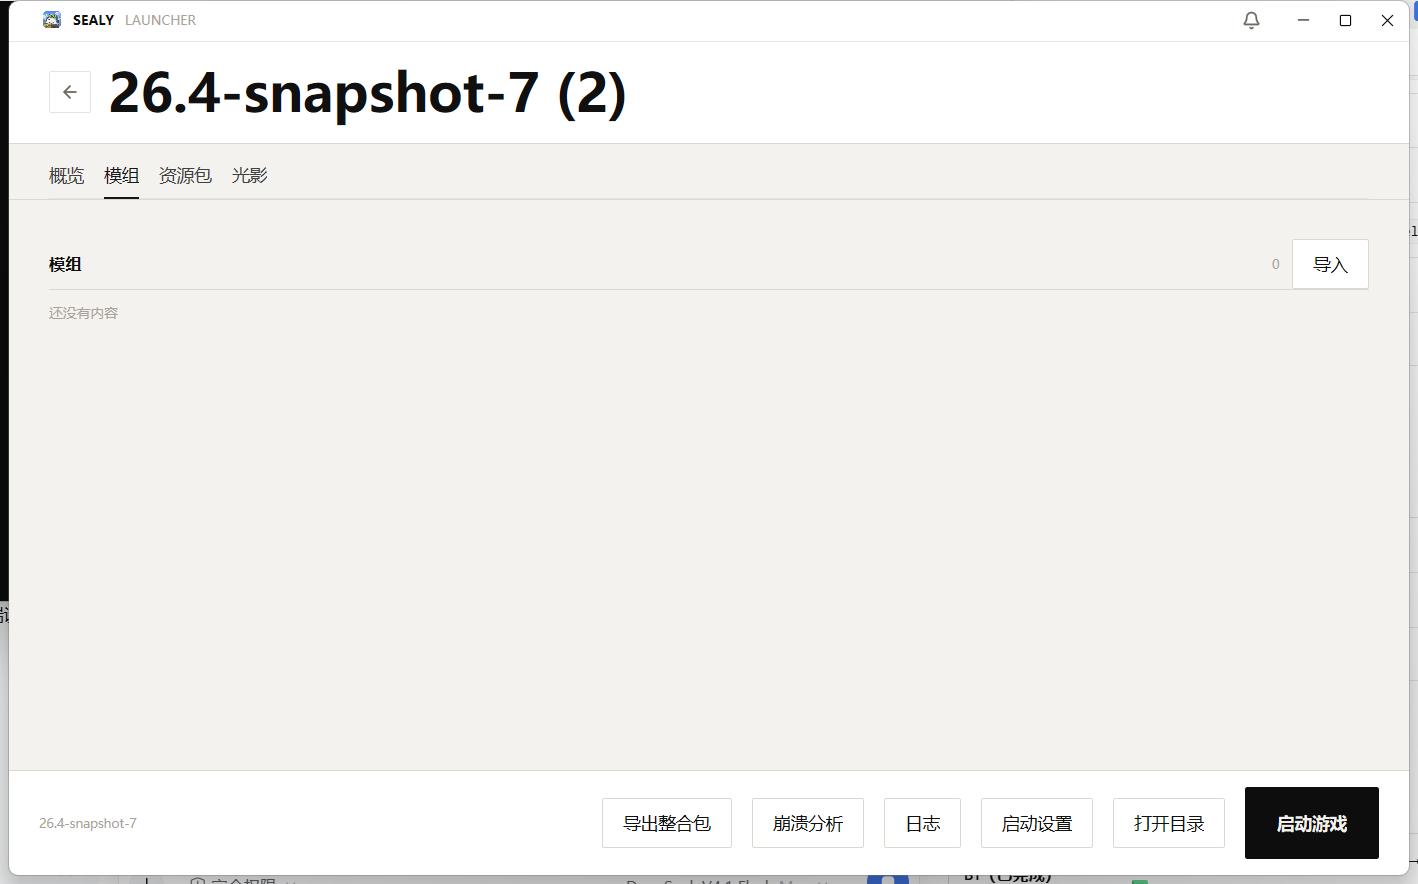 SEALY LAUNCHER
26.4-snapshot-7 (2)
概览 模组 资源包 光影
模组 0 导入
还没有内容
26.4-snapshot-7 导出整合包 崩溃分析 日志 启动设置 打开目录 启动游戏